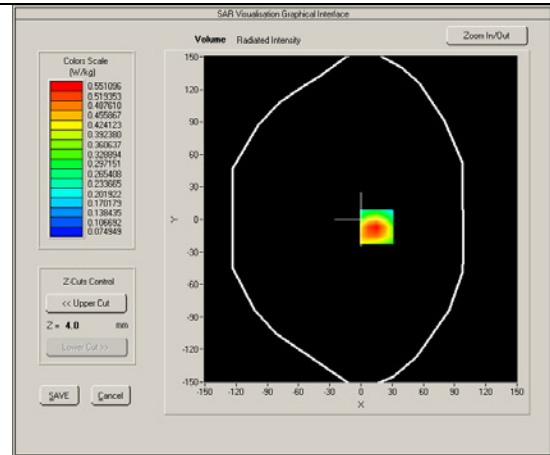 SAR Visualisation Graphical Interface
Volume Radiated Intensity
Zoom In/Out
Colors Scale
(W/kg)
0.551096
0.519353
0.487610
0.455867
0.424123
0.392380
0.360637
0.328894
0.297151
0.265408
0.233665
0.201922
0.170179
0.138435
0.106692
0.074949
Z-Cuts Control
<< Upper Cut
Z = 4.0 mm
Lower Cut >>
SAVE Cancel
150
120
90
60
30
0
-30
-60
-90
-120
-150
Y
-150 -120 -90 -60 -30 0 30 60 90 120 150
X